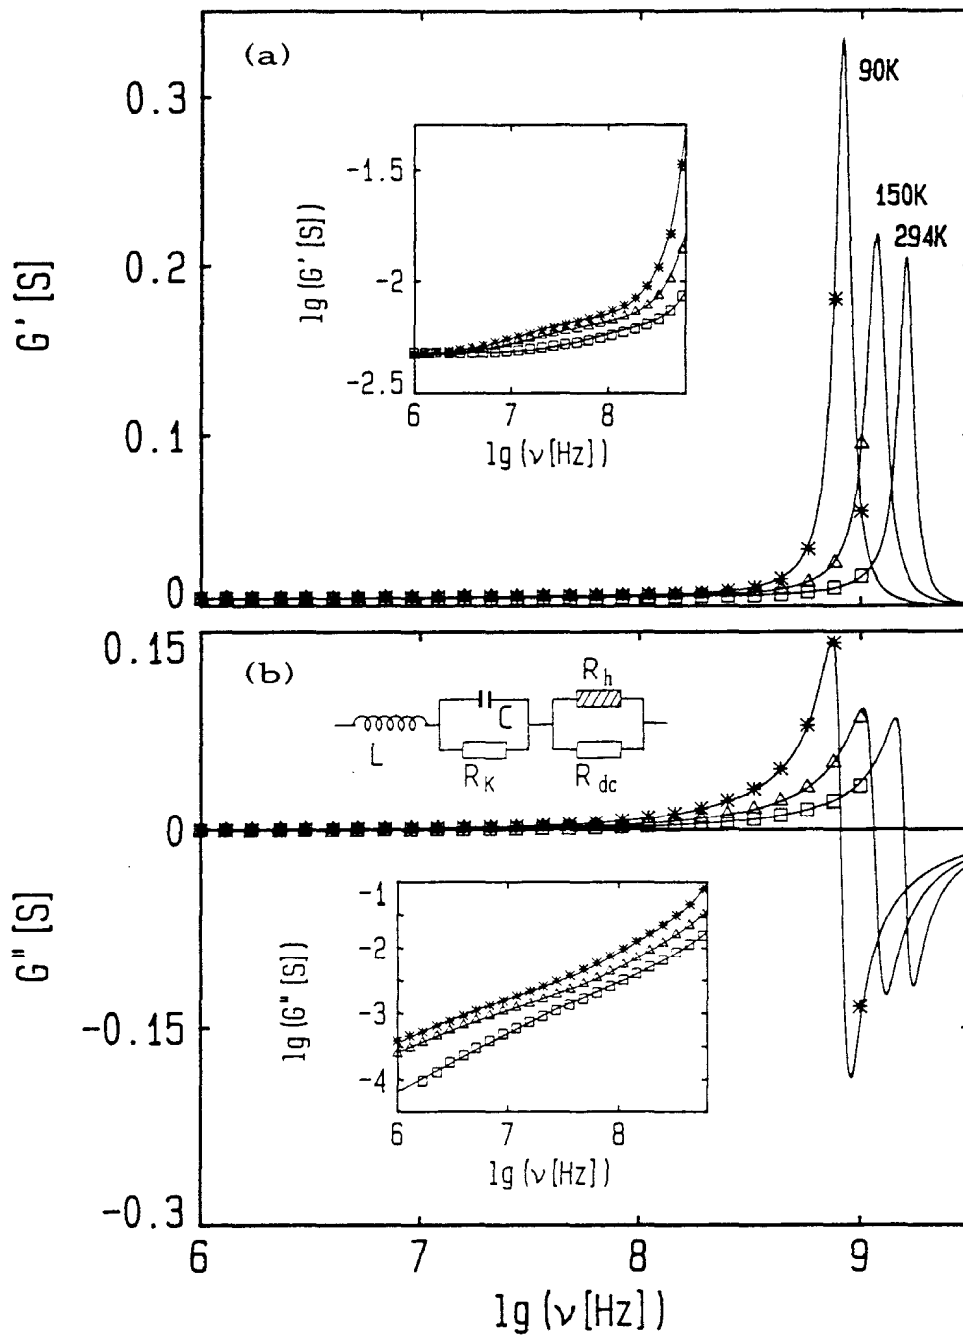 (a)
0.3
0.2
0.1
0
G' [S]
90K
150K
294K
-1.5
-2
-2.5
lg (G' [S])
6 7 8
lg (ν [Hz])
(b)
0.15
0
-0.15
-0.3
G'' [S]
L
C
R_K
R_h
R_dc
-1
-2
-3
-4
lg (G'' [S])
6 7 8
lg (ν [Hz])
6 7 8 9
lg (ν [Hz])